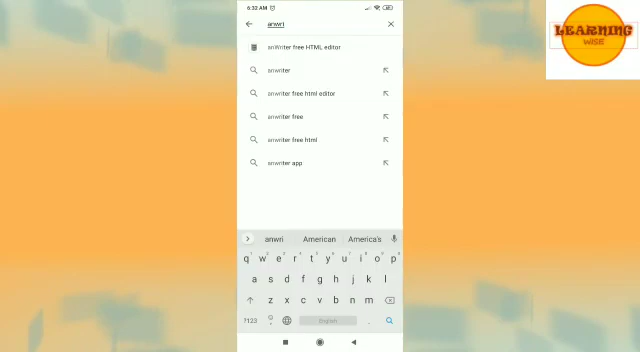 6:32 AM
anwri
anWriter free HTML editor
anwriter
anwriter free html editor
anwriter free
anwriter free html
anwriter app
anwri American America's
q w e r t y u i o p
a s d f g h j k l
z x c v b n m
?123 English .
LEARNING
WISE